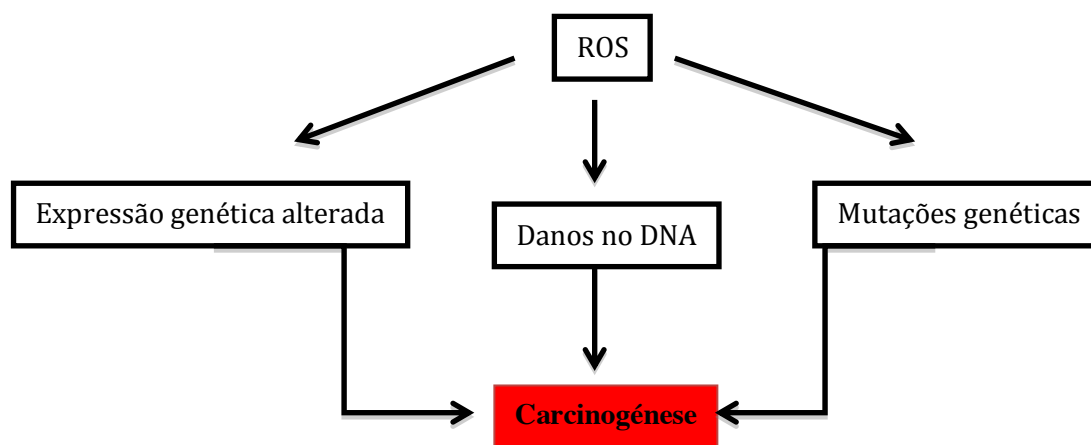 ROS
Expressão genética alterada
Danos no DNA
Mutações genéticas
Carcinogénese